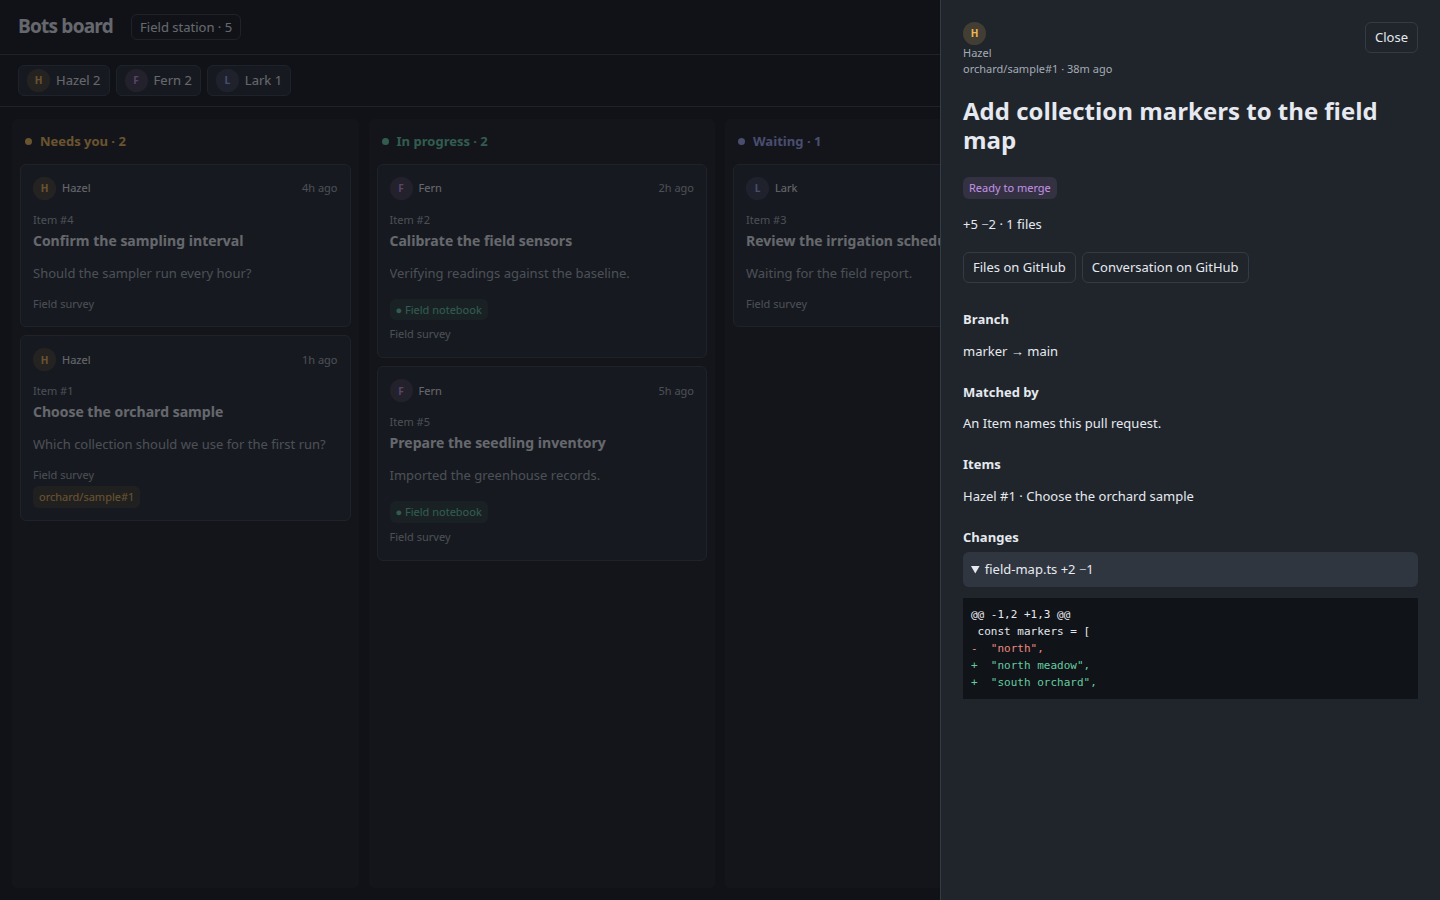 Bots board
Field station · 5
H Hazel 2
F Fern 2
L Lark 1
Needs you · 2
H Hazel 4h ago
Item #4
Confirm the sampling interval
Should the sampler run every hour?
Field survey
H Hazel 1h ago
Item #1
Choose the orchard sample
Which collection should we use for the first run?
Field survey
orchard/sample#1
In progress · 2
F Fern 2h ago
Item #2
Calibrate the field sensors
Verifying readings against the baseline.
Field notebook
Field survey
F Fern 5h ago
Item #5
Prepare the seedling inventory
Imported the greenhouse records.
Field notebook
Field survey
Waiting · 1
L Lark
Item #3
Review the irrigation sched
Waiting for the field report.
Field survey
H
Hazel
orchard/sample#1 · 38m ago
Close
Add collection markers to the field
map
Ready to merge
+5 −2 · 1 files
Files on GitHub
Conversation on GitHub
Branch
marker → main
Matched by
An Item names this pull request.
Items
Hazel #1 · Choose the orchard sample
Changes
▼ field-map.ts +2 −1
@@ -1,2 +1,3 @@
const markers = [
-  "north",
+  "north meadow",
+  "south orchard",